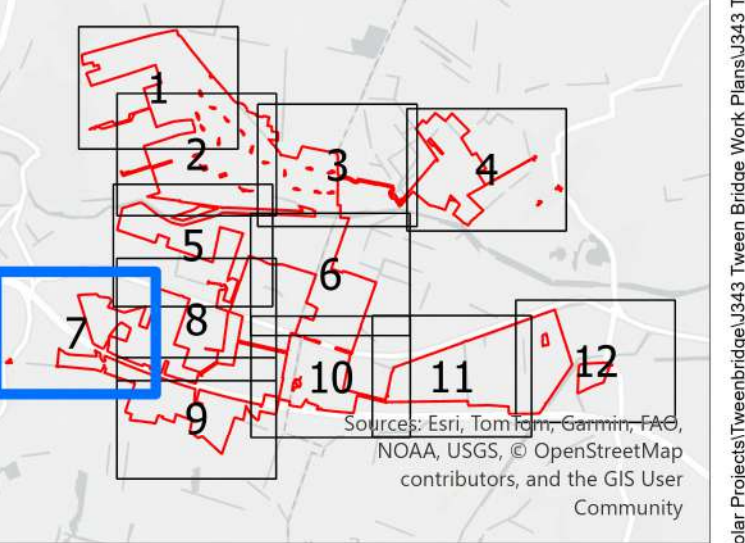 1
2
3
4
5
6
7
8
9
10
11
12
Sources: Esri, TomTom, Garmin, FAO,
NOAA, USGS, © OpenStreetMap
contributors, and the GIS User
Community
olar Projects\Tweenbridge\J343 Tween Bridge Work Plans\J343 T